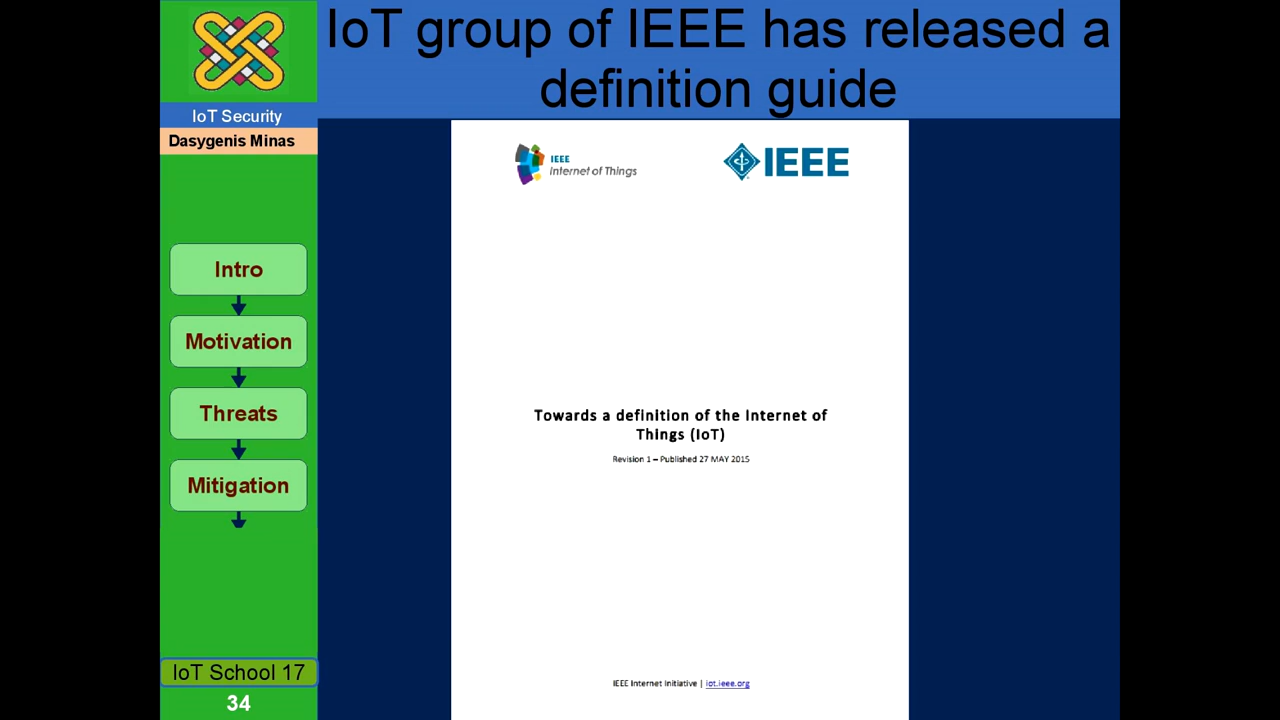 IoT group of IEEE has released a
definition guide
IoT Security
Dasygenis Minas
Intro
Motivation
Threats
Mitigation
IoT School 17
34
IEEE
Internet of Things
IEEE
Towards a definition of the Internet of
Things (IoT)
Revision 1 – Published 27 MAY 2015
IEEE Internet Initiative | iot.ieee.org